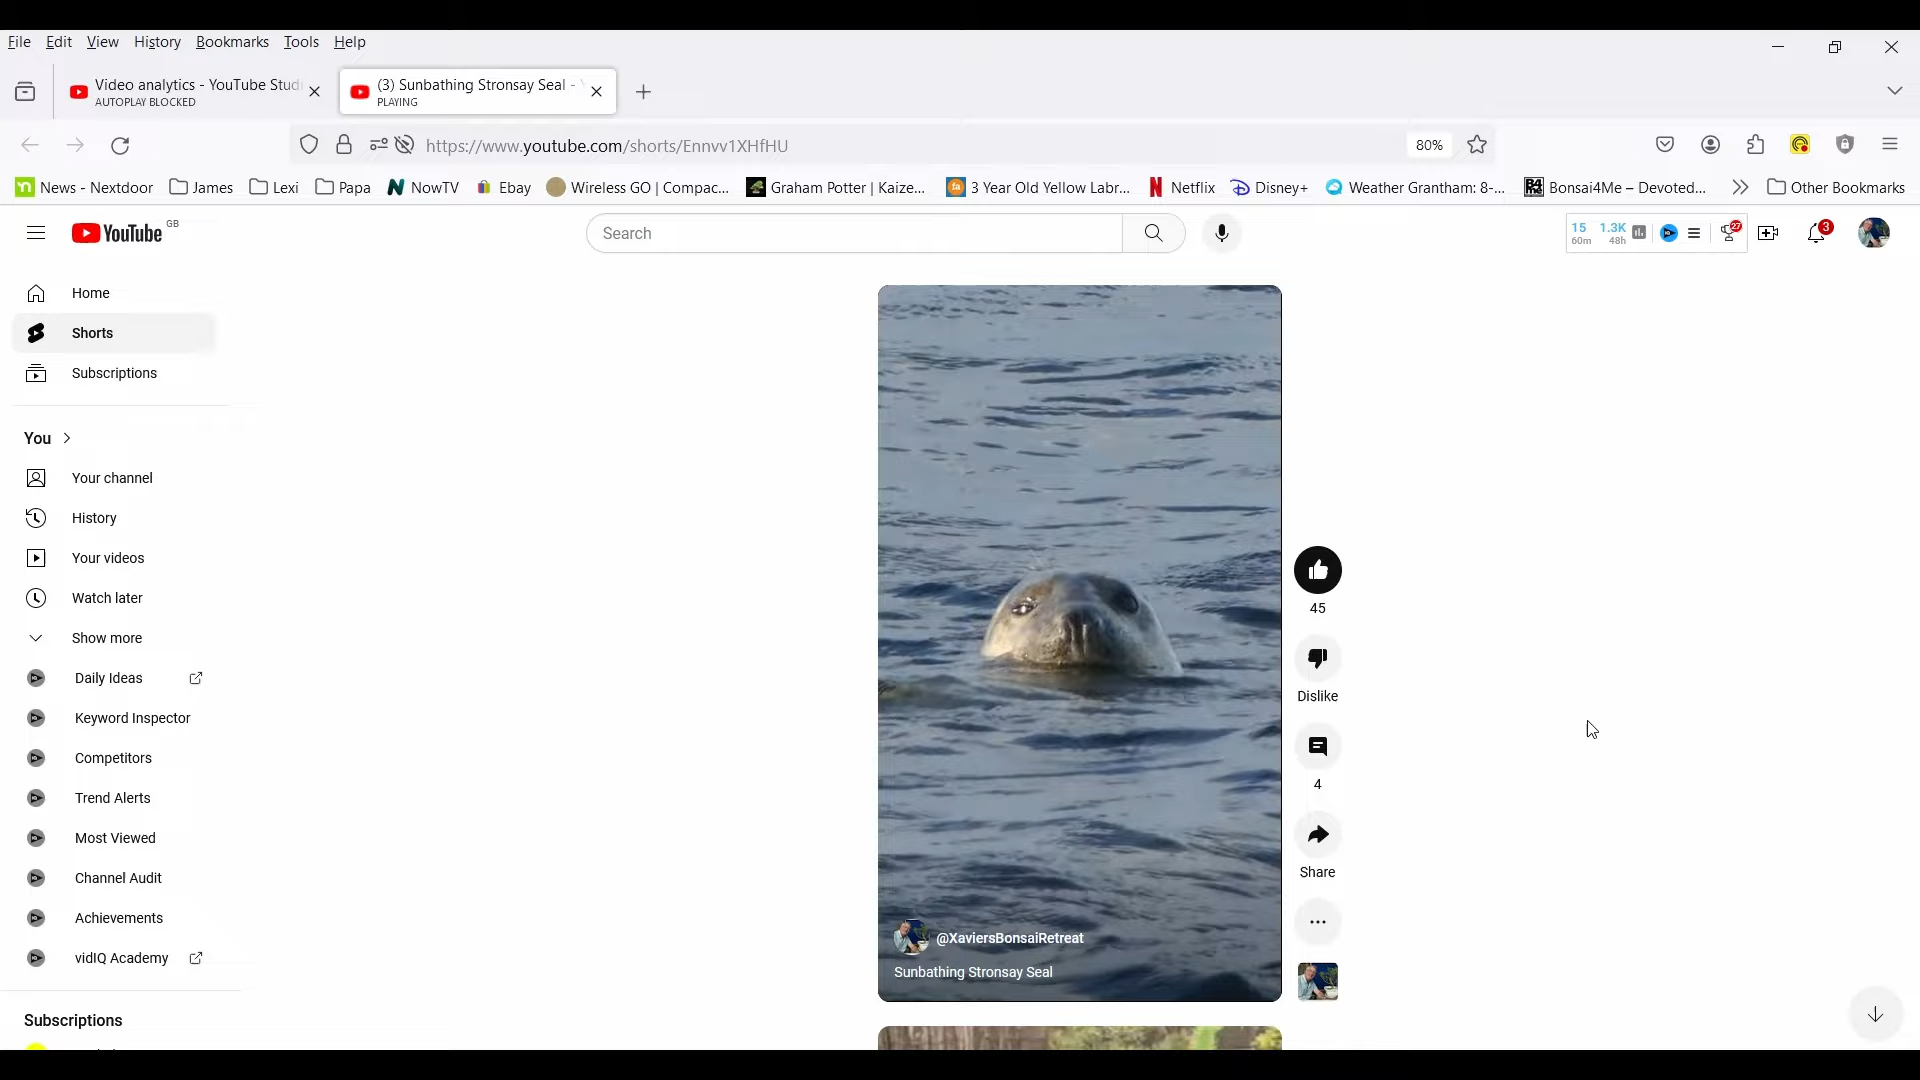 File Edit View History Bookmarks Tools Help
Video analytics - YouTube Studi
AUTOPLAY BLOCKED
(3) Sunbathing Stronsay Seal -
PLAYING
https://www.youtube.com/shorts/Ennvv1XHfHU
80%
News - Nextdoor James Lexi Papa NowTV Ebay Wireless GO | Compac... Graham Potter | Kaize... 3 Year Old Yellow Labr... Netflix Disney+ Weather Grantham: 8-... Bonsai4Me – Devoted... Other Bookmarks
YouTube GB
Search
15 1.3K
60m 48h
27
3
Home
Shorts
Subscriptions
You
Your channel
History
Your videos
Watch later
Show more
Daily Ideas
Keyword Inspector
Competitors
Trend Alerts
Most Viewed
Channel Audit
Achievements
vidIQ Academy
Subscriptions
45
Dislike
4
Share
@XaviersBonsaiRetreat
Sunbathing Stronsay Seal